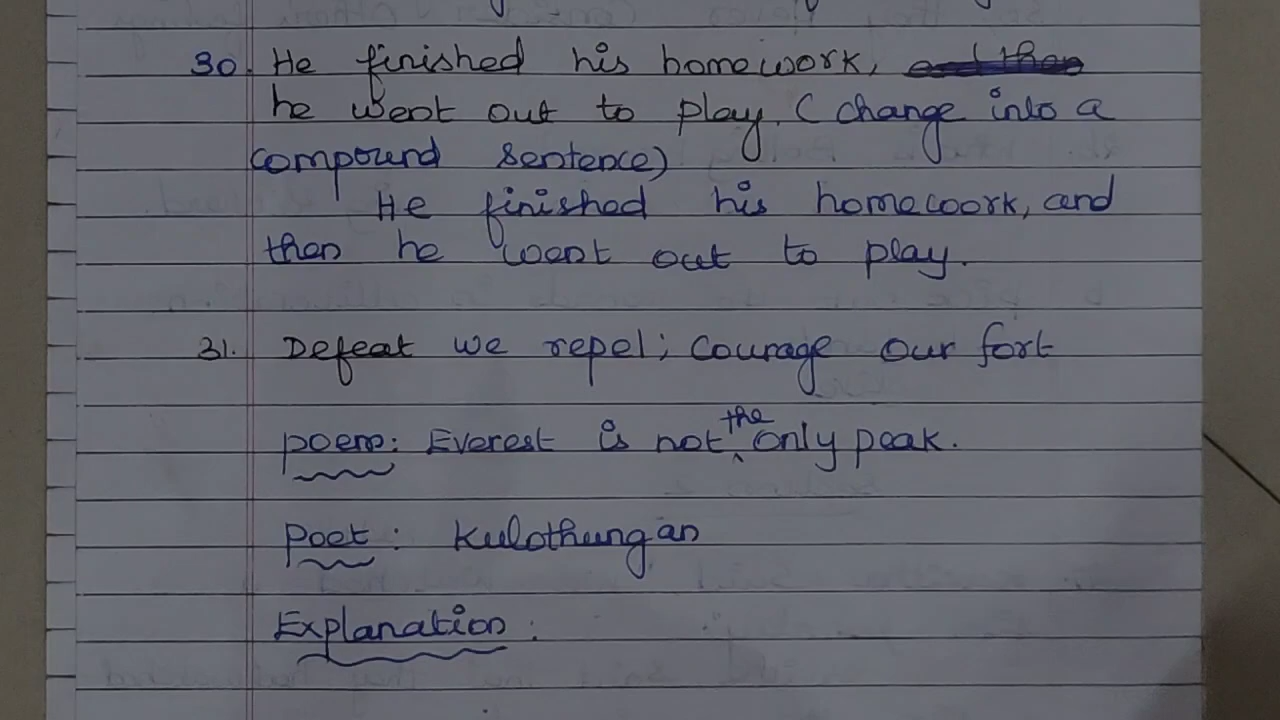 30. He finished his homework,
he went out to play. (change into a
compound sentence)
He finished his homework, and
then he went out to play.
31. Defeat we repel; courage our fort
poem: Everest is not the only peak.
Poet: Kulothungan
Explanation: